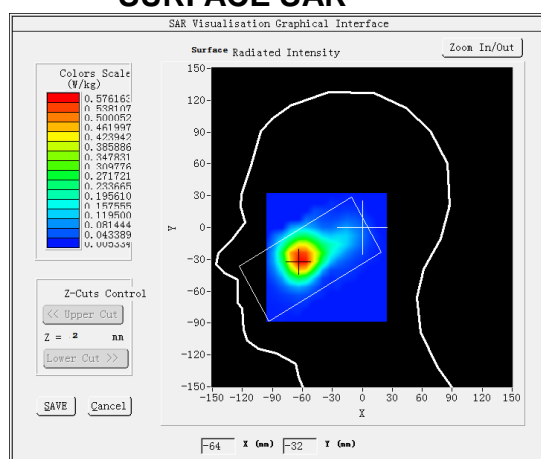 SURFACE SAR
SAR Visualisation Graphical Interface
Surface Radiated Intensity
Zoom In/Out
Colors Scale
(W/kg)
0.576163
0.538107
0.500052
0.461997
0.423942
0.385886
0.347831
0.309776
0.271721
0.233665
0.195610
0.157555
0.119500
0.081444
0.043389
0.005334
Z-Cuts Control
<< Upper Cut
Z = 2 mm
Lower Cut >>
SAVE Cancel
150
120
90
60
30
0
-30
-60
-90
-120
-150
Y
-150 -120 -90 -60 -30 0 30 60 90 120 150
X
-64 X (mm) -32 Y (mm)